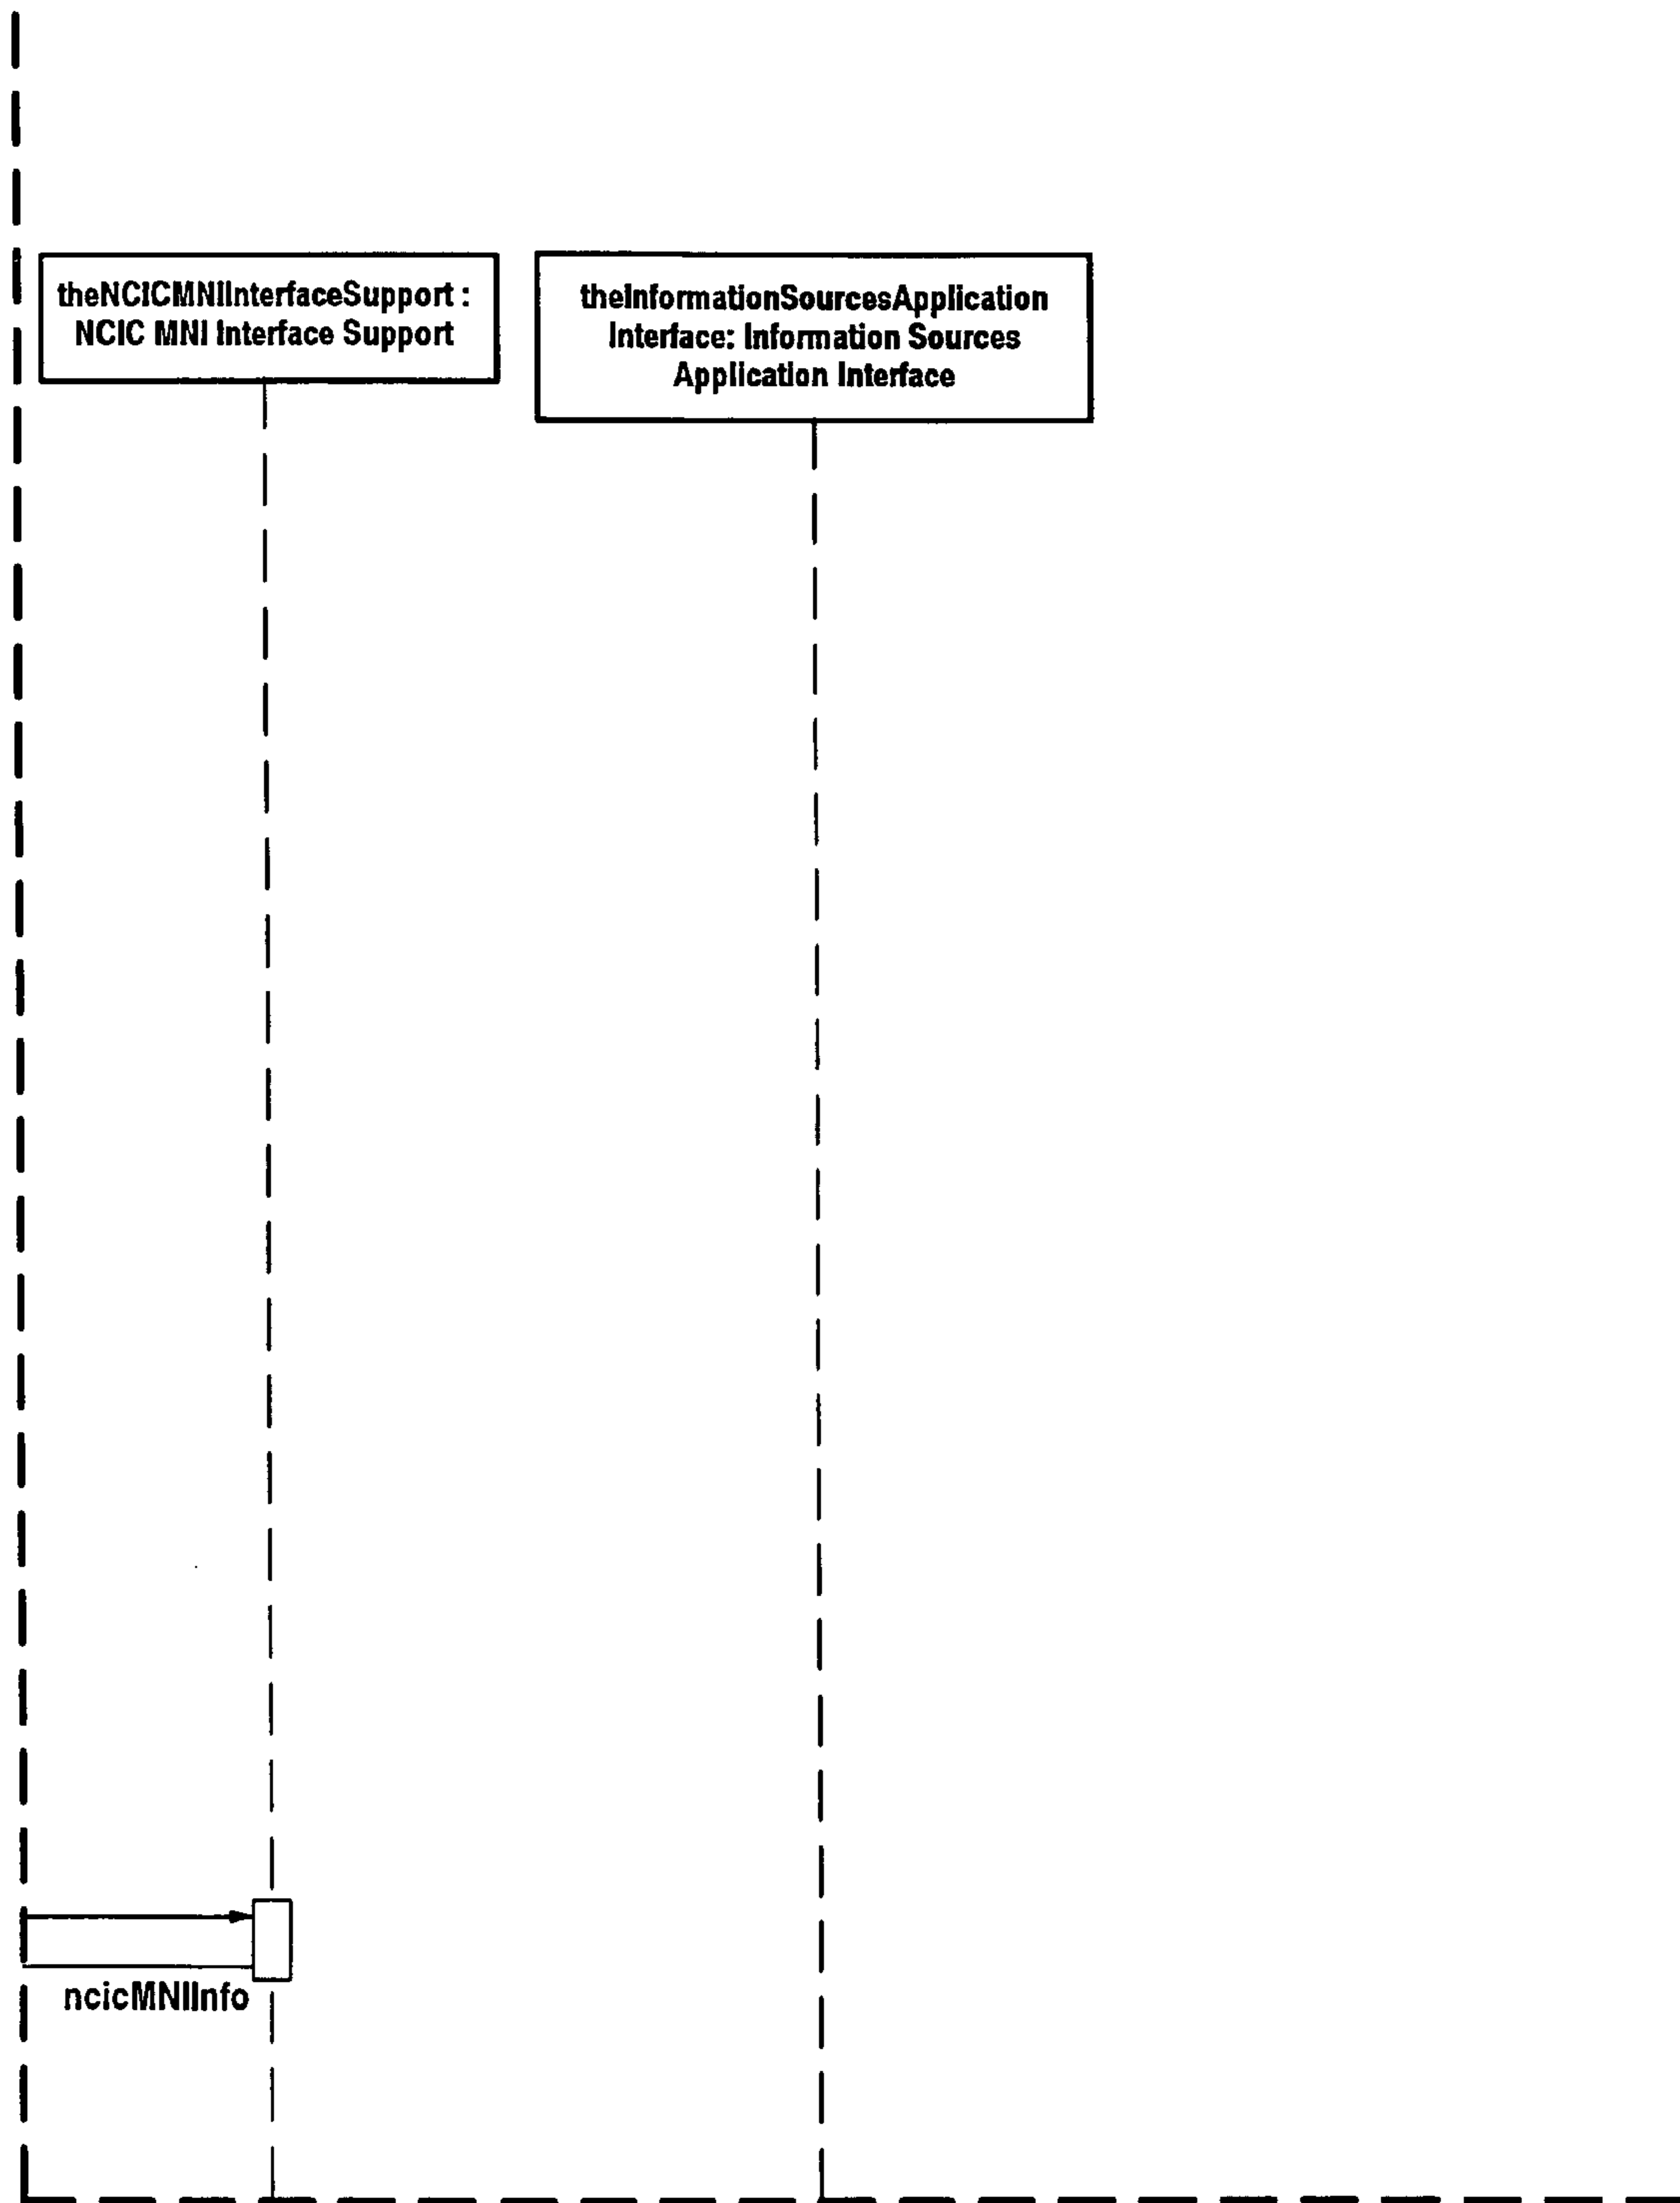 theNCICMNIInterfaceSupport :
NCIC MNI Interface Support
theInformationSourcesApplication
Interface: Information Sources
Application Interface
ncicMNIInfo